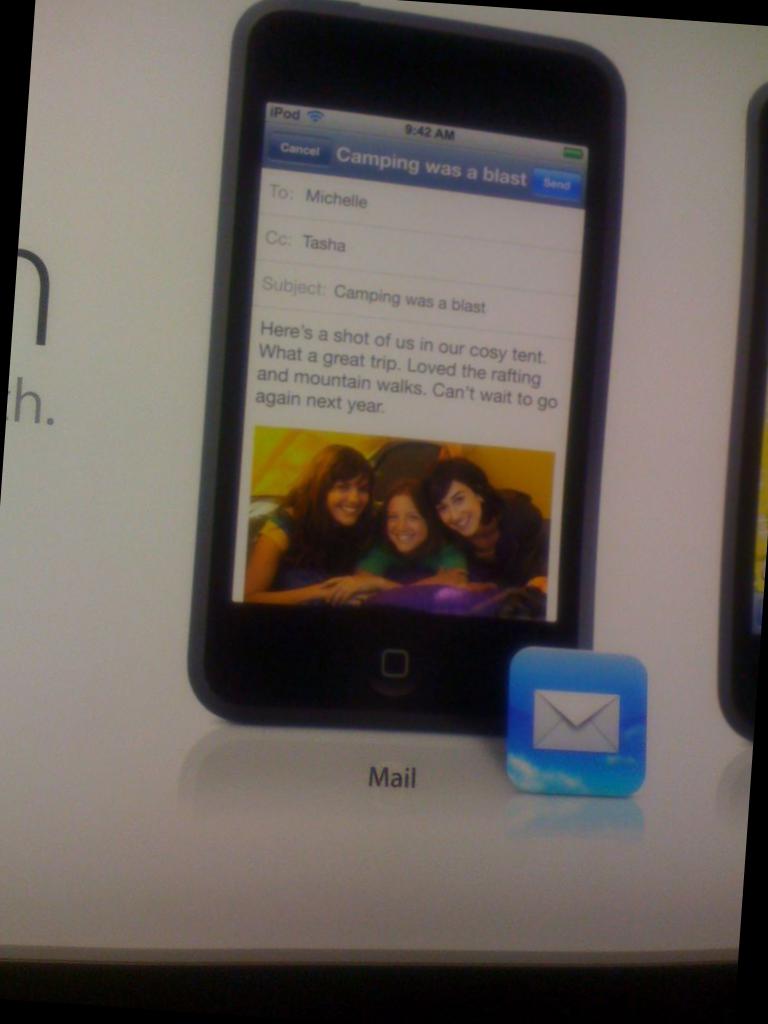 iPod
9:42 AM
Cancel Camping was a blast Send
To: Michelle
Cc: Tasha
Subject: Camping was a blast
Here's a shot of us in our cosy tent.
What a great trip. Loved the rafting
and mountain walks. Can't wait to go
again next year.
h.
Mail